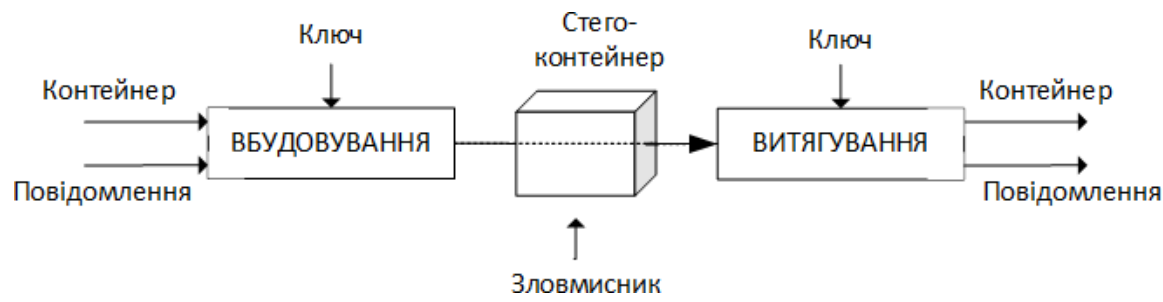 Ключ
Стего-
контейнер
Ключ
Контейнер
ВБУДОВУВАННЯ
Повідомлення
ВИТЯГУВАННЯ
Контейнер
Повідомлення
Зловмисник